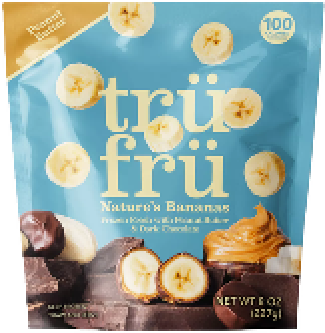 Peanut
Butter
100
trü
frü
Nature's Bananas
Frozen Fresh with Peanut Butter
& Dark Chocolate
NET WT 8 OZ
(227g)